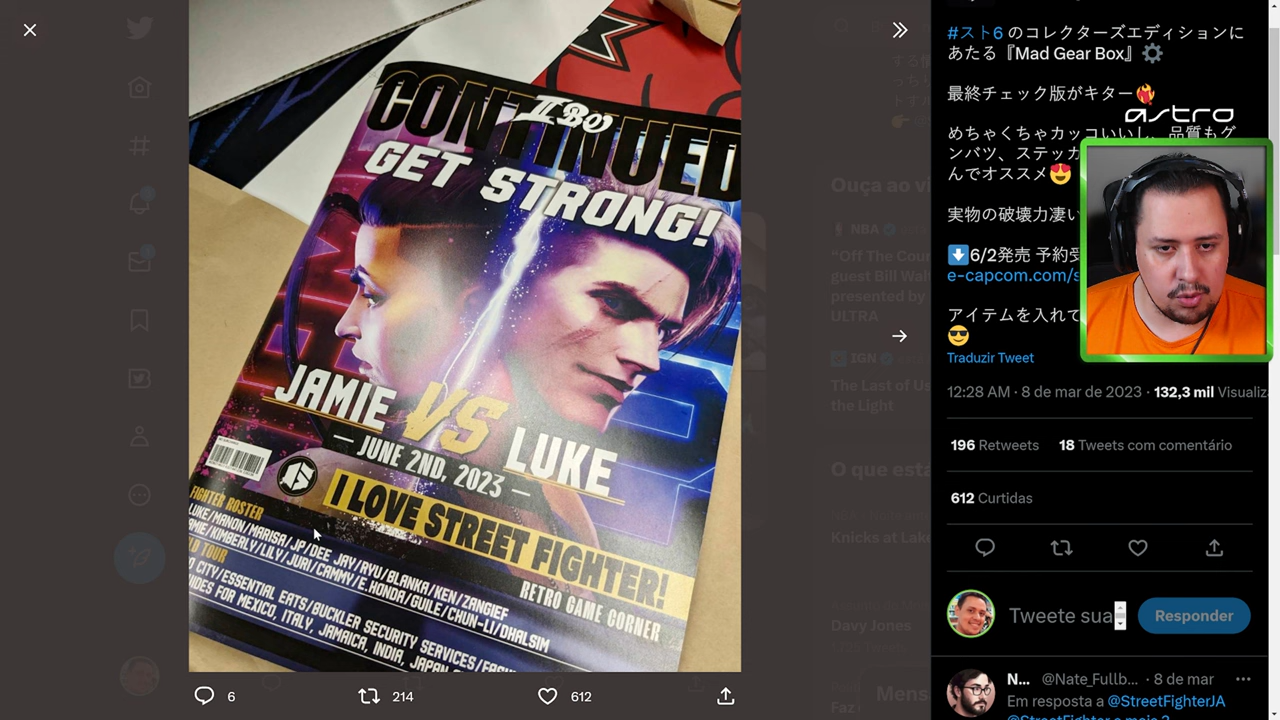 CONTINUED
GET STRONG!
JAMIE VS LUKE
— JUNE 2ND, 2023 —
I LOVE STREET FIGHTER!
RETRO GAME CORNER
FIGHTER ROSTER
LUKE/MANON/MARISA/JP/DEE JAY/RYU/BLANKA/KEN/ZANGIEF
JAMIE/KIMBERLY/LILY/JURI/CAMMY/E.HONDA/GUILE/CHUN-LI/DHALSIM
TOUR
CITY/ESSENTIAL EATS/BUCKLER SECURITY SERVICES/
FOR MEXICO, ITALY, JAMAICA, INDIA, JAPAN
6
214
612
Ouça ao vi
NBA
"Off The Cour
guest Bill Walt
presented by
ULTRA
IGN
The Last of Us
the Light
O que está
Knicks at Lake
Davy Jones
Mens
#スト6 のコレクターズエディションに
あたる『Mad Gear Box』⚙
最終チェック版がキター❤️‍🔥
astro
めちゃくちゃカッコいいし、品質もグ
ンバツ、ステッカ
んでオススメ😍
実物の破壊力凄い
⬇6/2発売 予約受
e-capcom.com/s
アイテムを入れて
😎
Traduzir Tweet
12:28 AM · 8 de mar de 2023 · 132,3 mil Visualiz
196 Retweets 18 Tweets com comentário
612 Curtidas
Tweete sua
Responder
N... @Nate_Fullb... · 8 de mar ···
Em resposta a @StreetFighterJA